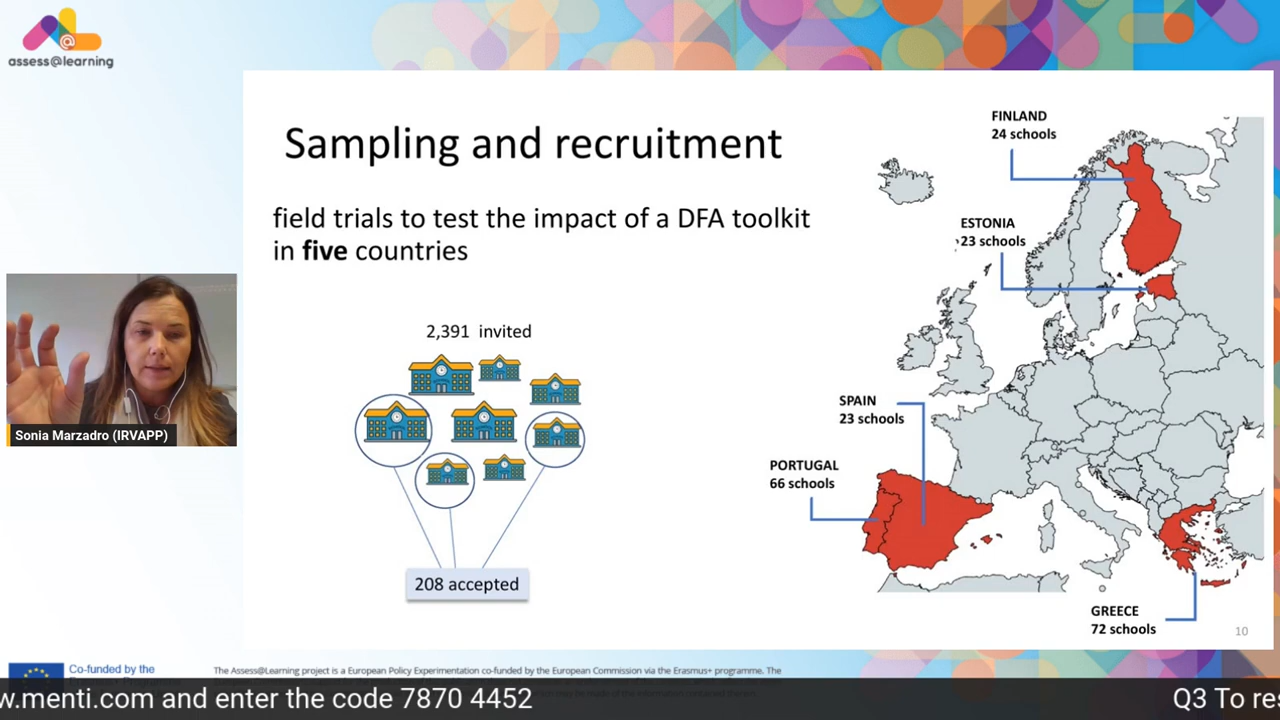 assess@learning
Sampling and recruitment
field trials to test the impact of a DFA toolkit
in five countries
2,391 invited
208 accepted
FINLAND
24 schools
ESTONIA
23 schools
SPAIN
23 schools
PORTUGAL
66 schools
GREECE
72 schools
10
Sonia Marzadro (IRVAPP)
Co-funded by the
The Assess@Learning project is a European Policy Experimentation co-funded by the European Commission via the Erasmus+ programme. The
w.menti.com and enter the code 7870 4452
Q3 To res